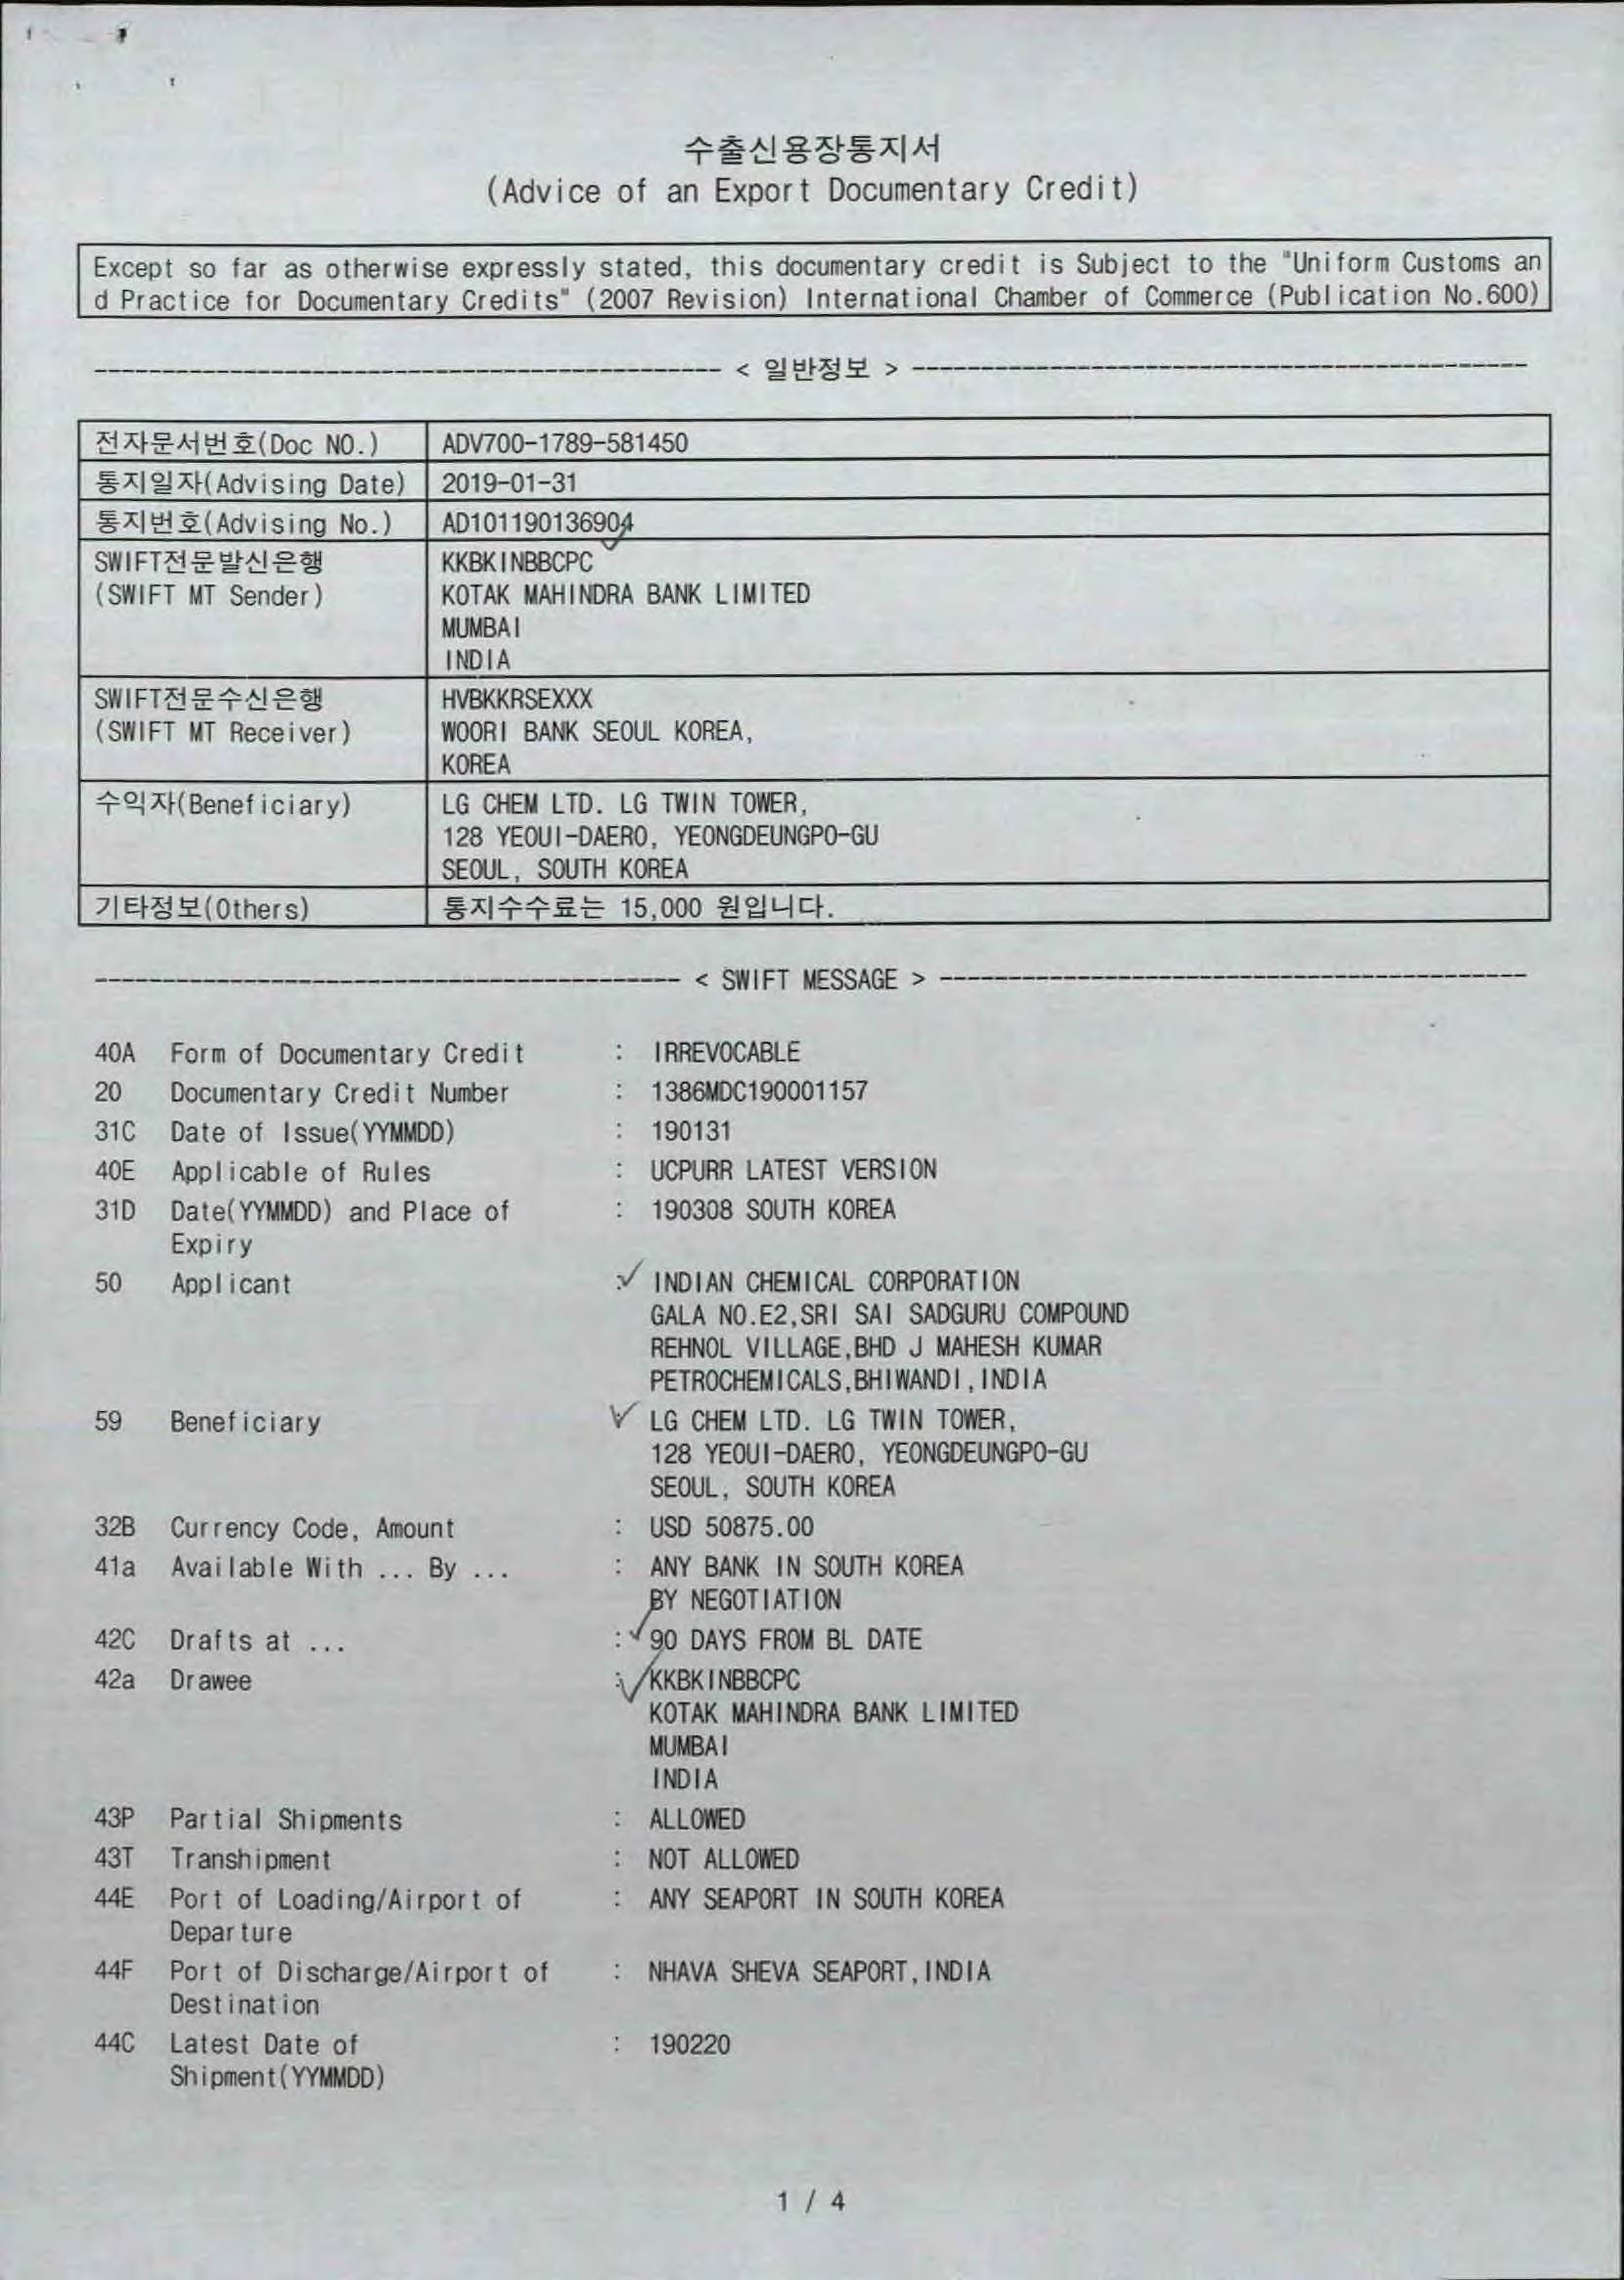 수출신용장통지서
(Advice of an Export Documentary Credit)
Except so far as otherwise expressly stated, this documentary credit is Subject to the "Uniform Customs an
d Practice for Documentary Credits" (2007 Revision) International Chamber of Commerce (Publication No.600)
< 일반정보 >
전자문서번호(Doc NO.) ADV700-1789-581450
통지일자(Advising Date) 2019-01-31
통지번호(Advising No.) AD101190136904
SWIFT전문발신은행 KKBKINBBCPC
(SWIFT MT Sender) KOTAK MAHINDRA BANK LIMITED
MUMBAI
INDIA
SWIFT전문수신은행 HVBKKRSEXXX
(SWIFT MT Receiver) WOORI BANK SEOUL KOREA,
KOREA
수익자(Beneficiary) LG CHEM LTD. LG TWIN TOWER,
128 YEOUI-DAERO, YEONGDEUNGPO-GU
SEOUL, SOUTH KOREA
기타정보(Others) 통지수수료는 15,000 원입니다.
< SWIFT MESSAGE >
40A Form of Documentary Credit : IRREVOCABLE
20 Documentary Credit Number : 1386MDC190001157
31C Date of Issue(YYMMDD) : 190131
40E Applicable of Rules : UCPURR LATEST VERSION
31D Date(YYMMDD) and Place of : 190308 SOUTH KOREA
Expiry
50 Applicant : INDIAN CHEMICAL CORPORATION
GALA NO.E2,SRI SAI SADGURU COMPOUND
REHNOL VILLAGE,BHD J MAHESH KUMAR
PETROCHEMICALS,BHIWANDI,INDIA
59 Beneficiary : LG CHEM LTD. LG TWIN TOWER,
128 YEOUI-DAERO, YEONGDEUNGPO-GU
SEOUL, SOUTH KOREA
32B Currency Code, Amount : USD 50875.00
41a Available With ... By ... : ANY BANK IN SOUTH KOREA
BY NEGOTIATION
42C Drafts at ... : 90 DAYS FROM BL DATE
42a Drawee : KKBKINBBCPC
KOTAK MAHINDRA BANK LIMITED
MUMBAI
INDIA
43P Partial Shipments : ALLOWED
43T Transhipment : NOT ALLOWED
44E Port of Loading/Airport of : ANY SEAPORT IN SOUTH KOREA
Departure
44F Port of Discharge/Airport of : NHAVA SHEVA SEAPORT,INDIA
Destination
44C Latest Date of : 190220
Shipment(YYMMDD)
1 / 4